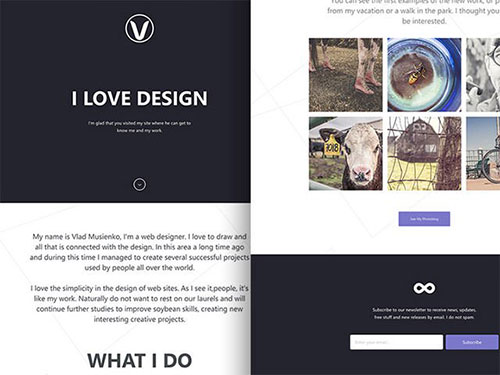 V
I LOVE DESIGN
I'm glad that you visited my site where he can get to
know me and my work.
My name is Vlad Musienko, I'm a web designer. I love to draw and
all that is connected with the design. In this area a long time ago
and during this time I managed to create several successful projects
used by people all over the world.
I love the simplicity in the design of web sites. As I see it,people, it's
like my work. Naturally do not want to rest on our laurels and will
continue further studies to improve soybean skills, creating new
interesting creative projects.
WHAT I DO
You can see the first examples of the new work, or p
from my vacation or a walk in the park. I thought you
be interested.
7018
See My Photoblog
Subscribe to our newsletter to receive news, updates,
free stuff and new releases by email. I do not spam.
Enter your email...
Subscribe